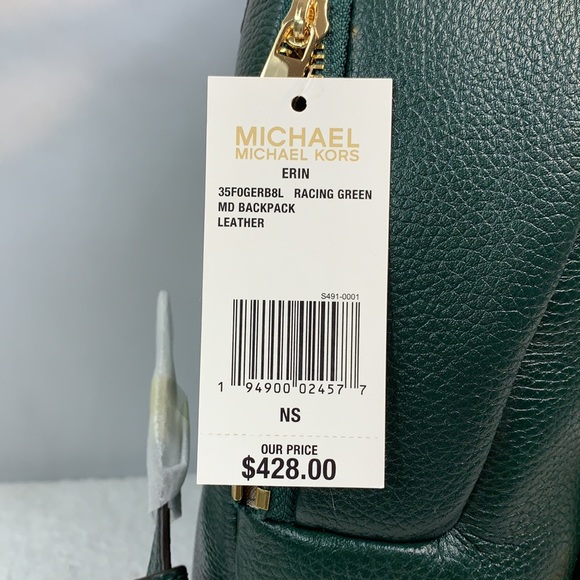 MICHAEL
MICHAEL KORS
ERIN
35F0GERB8L RACING GREEN
MD BACKPACK
LEATHER
S491-0001
1 94900 02457 7
NS
OUR PRICE
$428.00